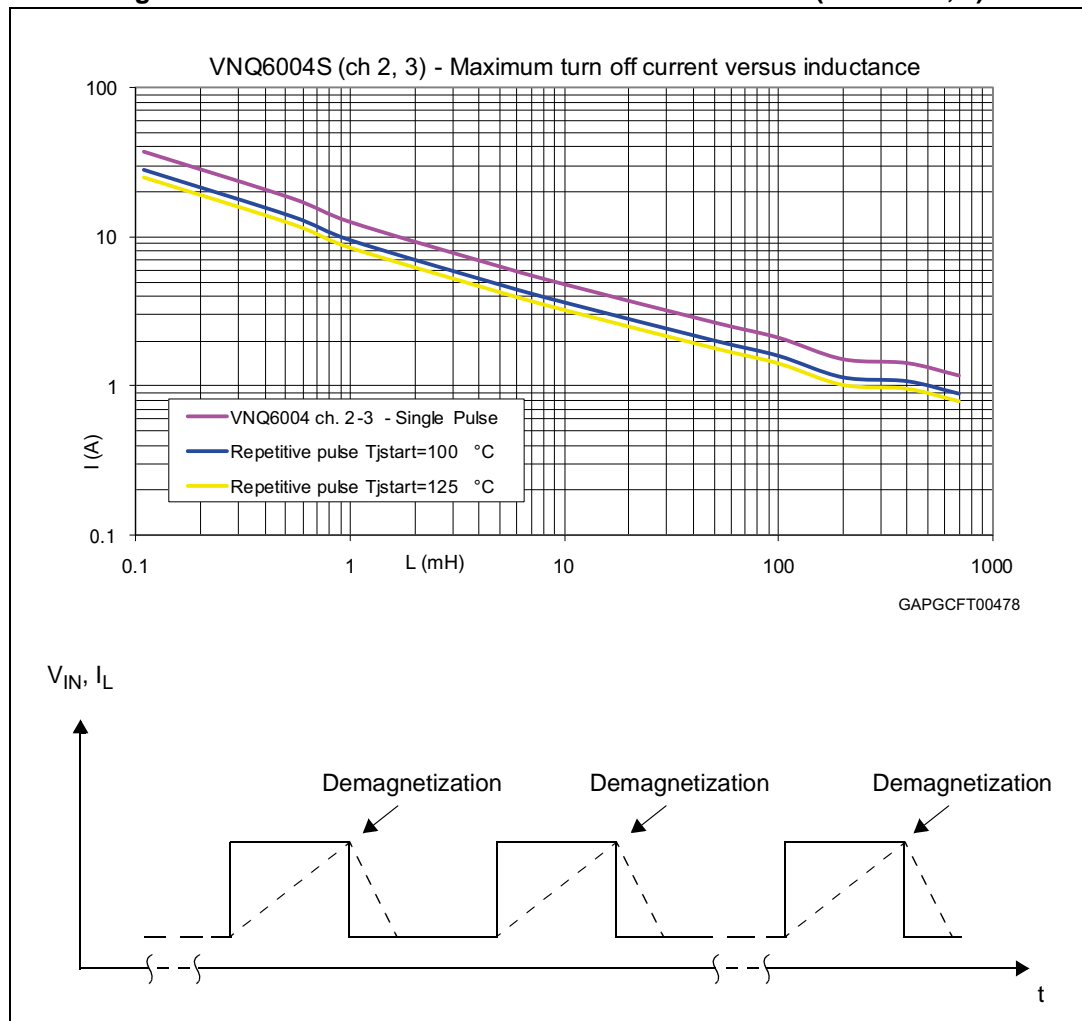 VNQ6004S (ch 2, 3) - Maximum turn off current versus inductance
100
10
1
0.1
I (A)
VNQ6004 ch. 2-3 - Single Pulse
Repetitive pulse Tjstart=100 °C
Repetitive pulse Tjstart=125 °C
0.1
1
L (mH)
10
100
1000
GAPGCFT00478
VIN, IL
Demagnetization
Demagnetization
Demagnetization
t